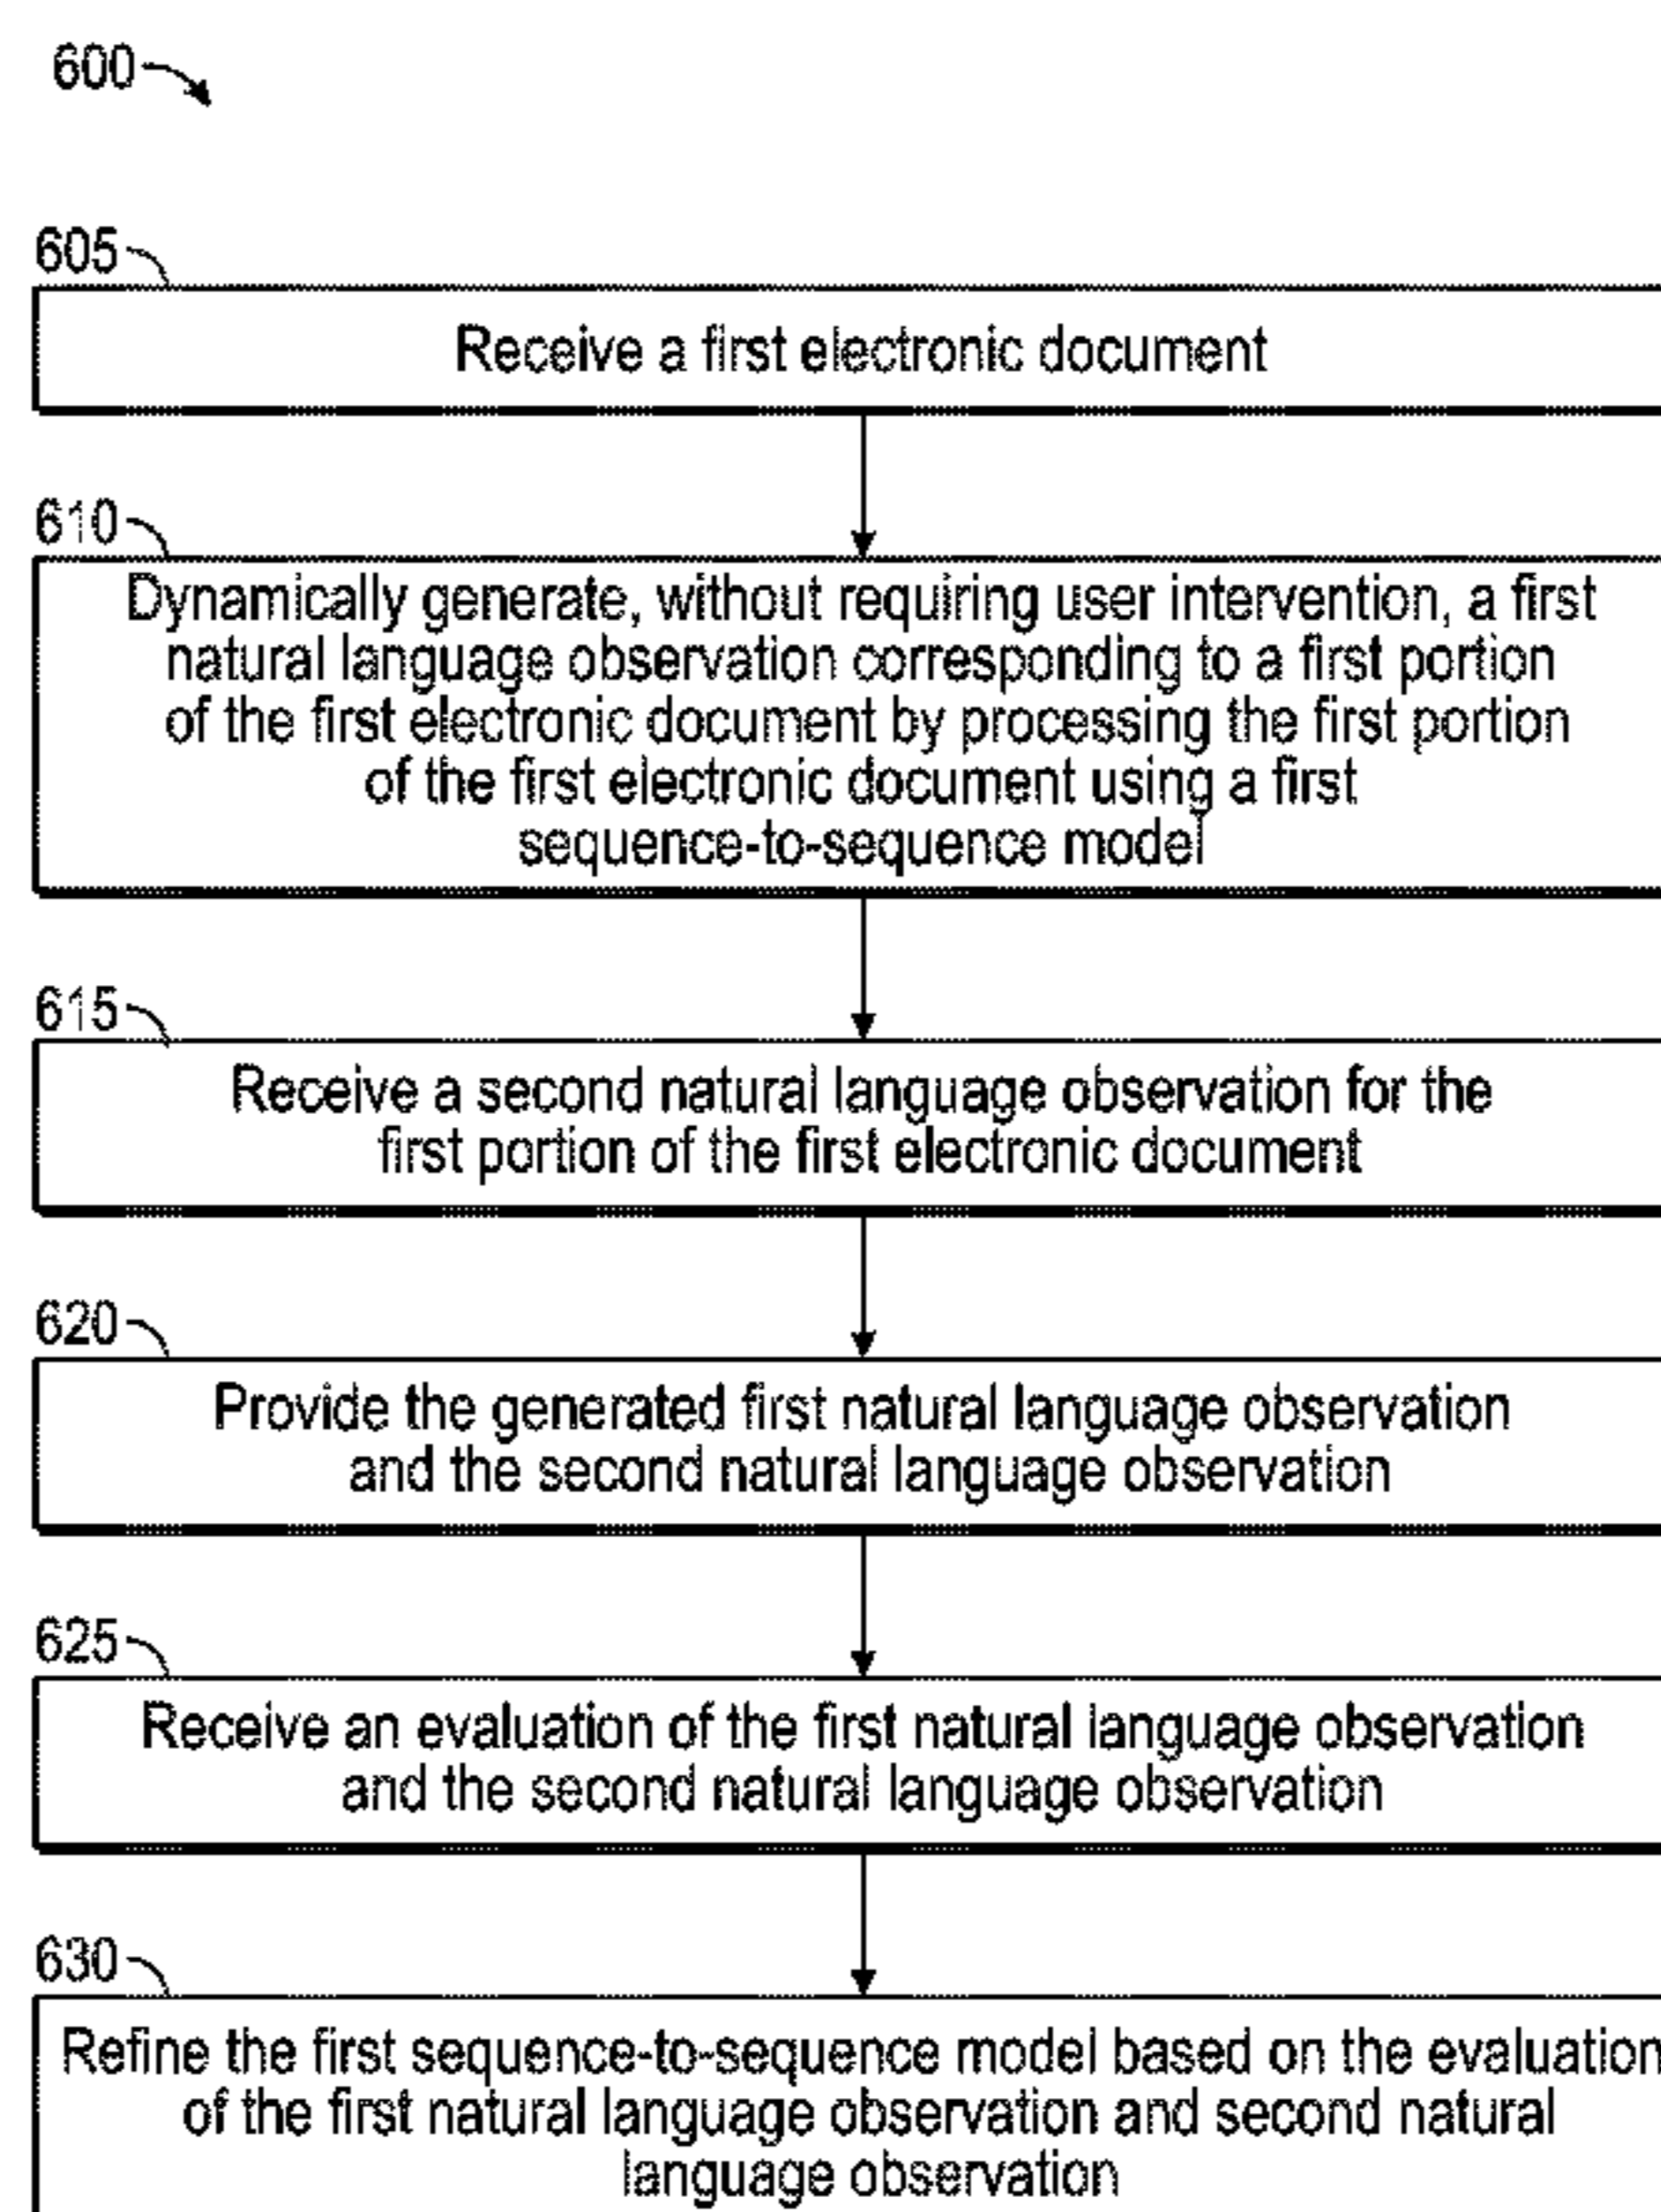 600
605
Receive a first electronic document
610
Dynamically generate, without requiring user intervention, a first
natural language observation corresponding to a first portion
of the first electronic document by processing the first portion
of the first electronic document using a first
sequence-to-sequence model
615
Receive a second natural language observation for the
first portion of the first electronic document
620
Provide the generated first natural language observation
and the second natural language observation
625
Receive an evaluation of the first natural language observation
and the second natural language observation
630
Refine the first sequence-to-sequence model based on the evaluation
of the first natural language observation and second natural
language observation